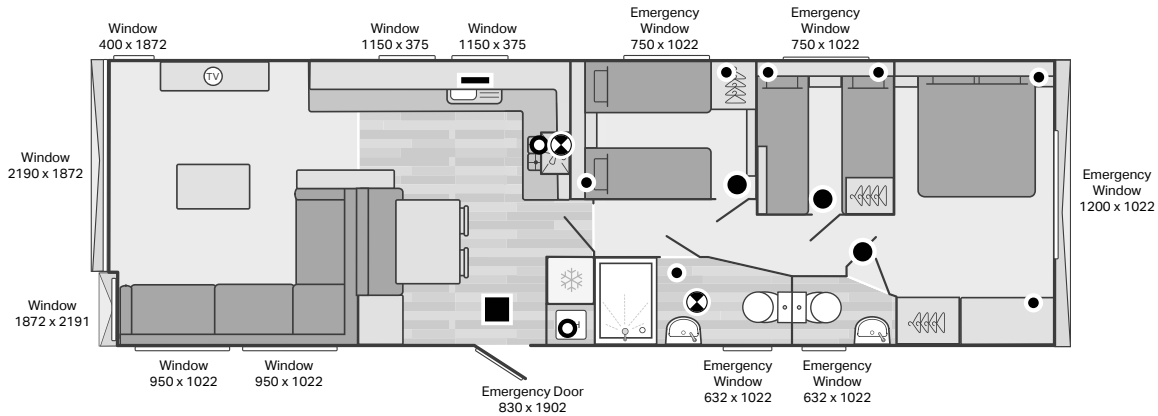 Window
400 x 1872
Window
1150 x 375
Window
1150 x 375
Emergency
Window
750 x 1022
Emergency
Window
750 x 1022
TV
Window
2190 x 1872
Emergency
Window
1200 x 1022
Window
1872 x 2191
Window
950 x 1022
Window
950 x 1022
Emergency Door
830 x 1902
Emergency
Window
632 x 1022
Emergency
Window
632 x 1022